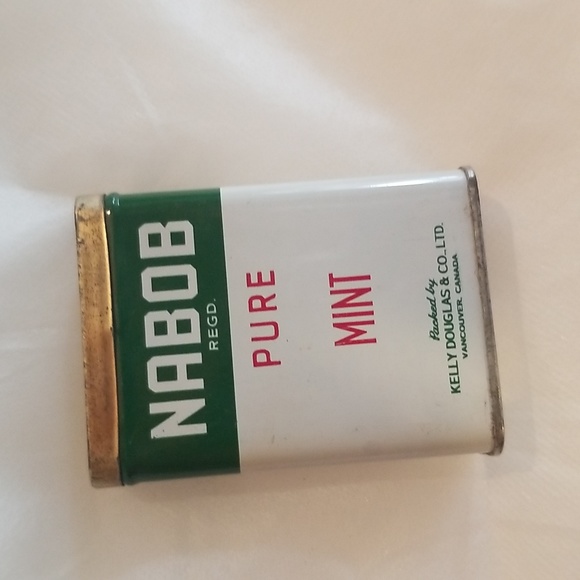 NABOB
REGD.
PURE
MINT
Packed by
KELLY DOUGLAS & CO., LTD.
VANCOUVER, CANADA